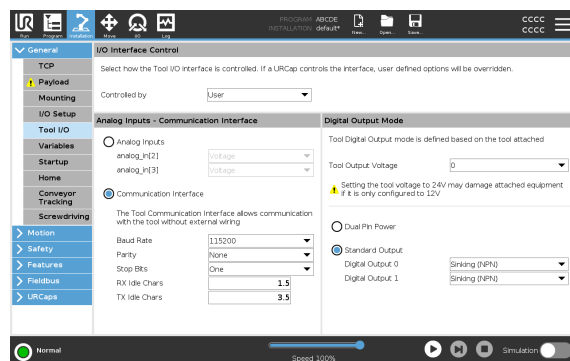 PROGRAM ABCDE
INSTALLATION default*
CCCC
CCCC
Run Program Installation Move I/O Log New... Open... Save...
General
TCP
Payload
Mounting
I/O Setup
Tool I/O
Variables
Startup
Home
Conveyor
Tracking
Screwdriving
Motion
Safety
Features
Fieldbus
URCaps
I/O Interface Control
Select how the Tool I/O Interface is controlled. If a URCap controls the interface, user defined options will be overridden.
Controlled by User
Analog Inputs - Communication Interface
Analog Inputs
analog_in[2] Voltage
analog_in[3] Voltage
Communication Interface
The Tool Communication Interface allows communication
with the tool without external wiring
Baud Rate 115200
Parity None
Stop Bits One
RX Idle Chars 1.5
TX Idle Chars 3.5
Digital Output Mode
Tool Digital Output mode is defined based on the tool attached
Tool Output Voltage 0
Setting the tool voltage to 24V may damage attached equipment
if it is only configured to 12V
Dual Pin Power
Standard Output
Digital Output 0 Sinking (NPN)
Digital Output 1 Sinking (NPN)
Normal
Speed 100%
Simulation